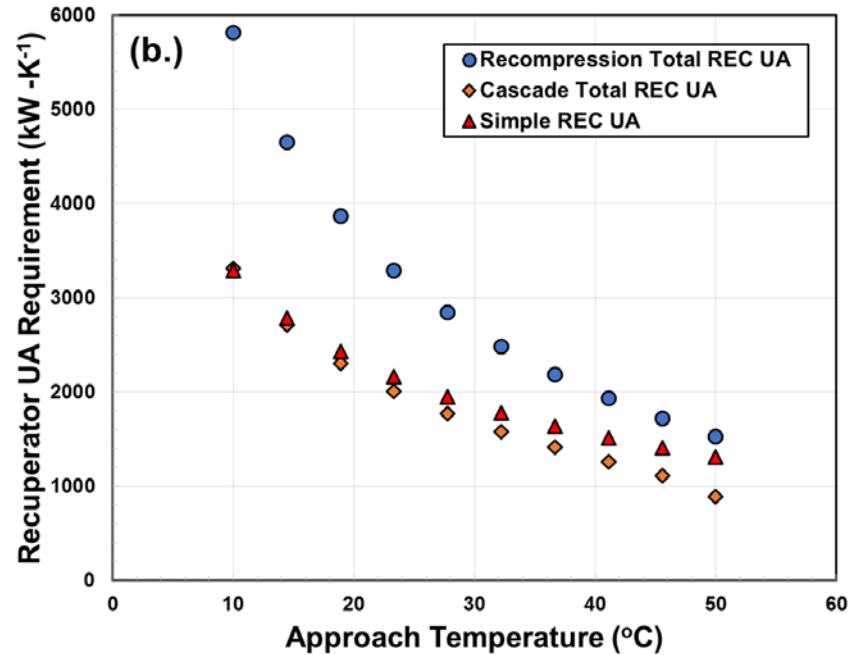 (b.)
Recompression Total REC UA
Cascade Total REC UA
Simple REC UA
Recuperator UA Requirement (kW -K-1)
6000
5000
4000
3000
2000
1000
0
0 10 20 30 40 50 60
Approach Temperature (oC)